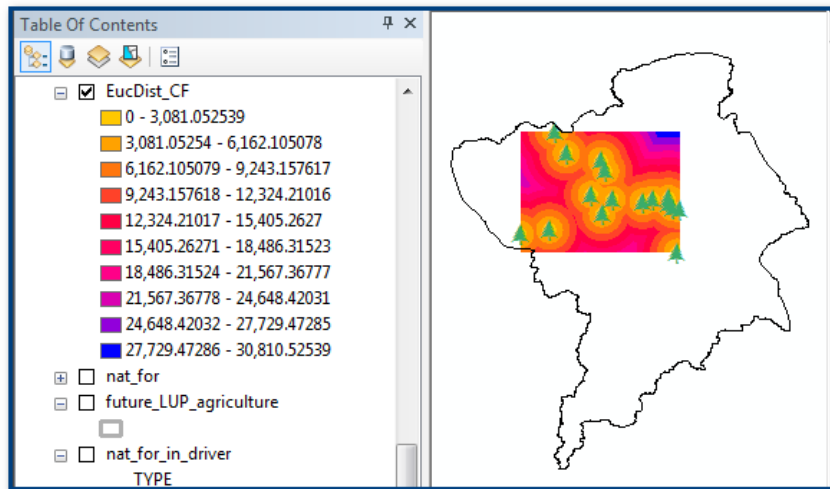 Table Of Contents
EucDist_CF
0 - 3,081.052539
3,081.05254 - 6,162.105078
6,162.105079 - 9,243.157617
9,243.157618 - 12,324.21016
12,324.21017 - 15,405.2627
15,405.26271 - 18,486.31523
18,486.31524 - 21,567.36777
21,567.36778 - 24,648.42031
24,648.42032 - 27,729.47285
27,729.47286 - 30,810.52539
nat_for
future_LUP_agriculture
nat_for_in_driver
TYPE